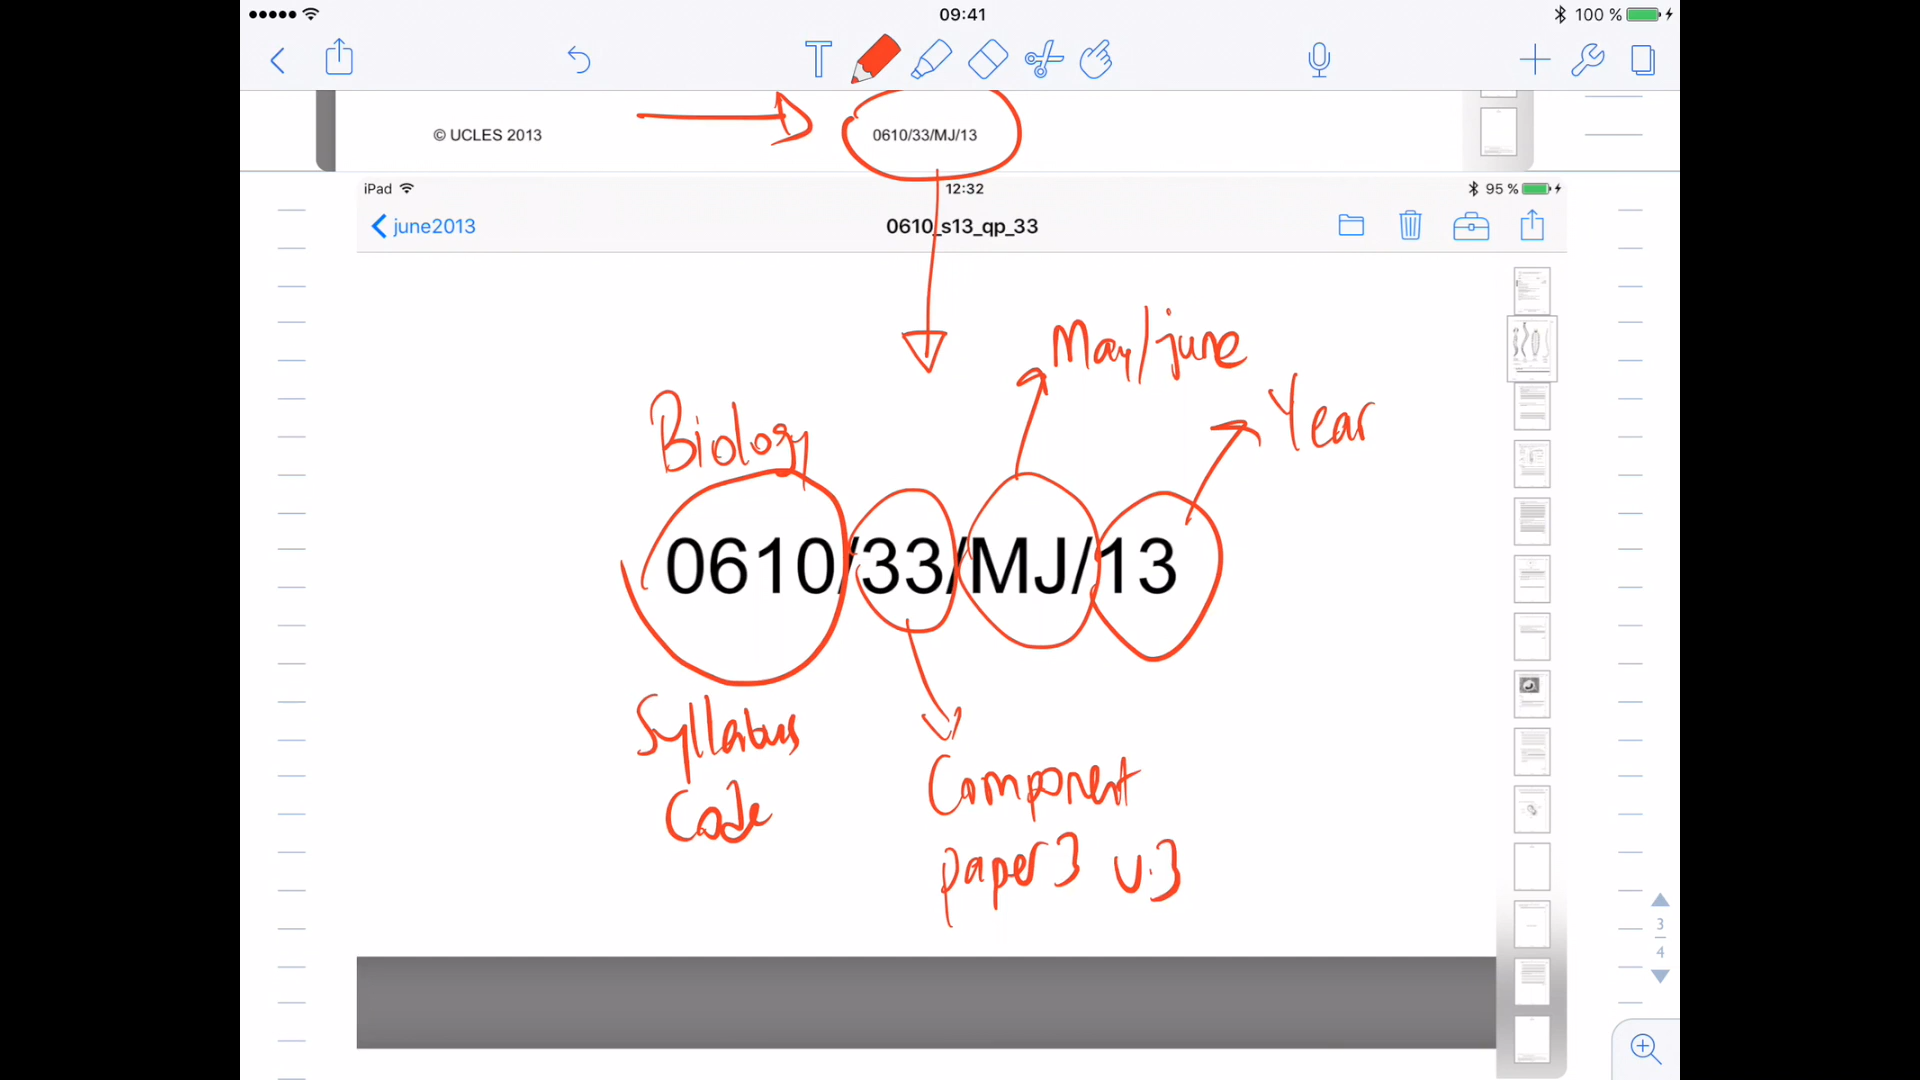 09:41
100 %
T
© UCLES 2013
0610/33/MJ/13
iPad
12:32
95 %
june2013
0610_s13_qp_33
May/june
Year
Biology
0610/33/MJ/13
Syllabus
Code
Component
paper 3 v.3
3
4